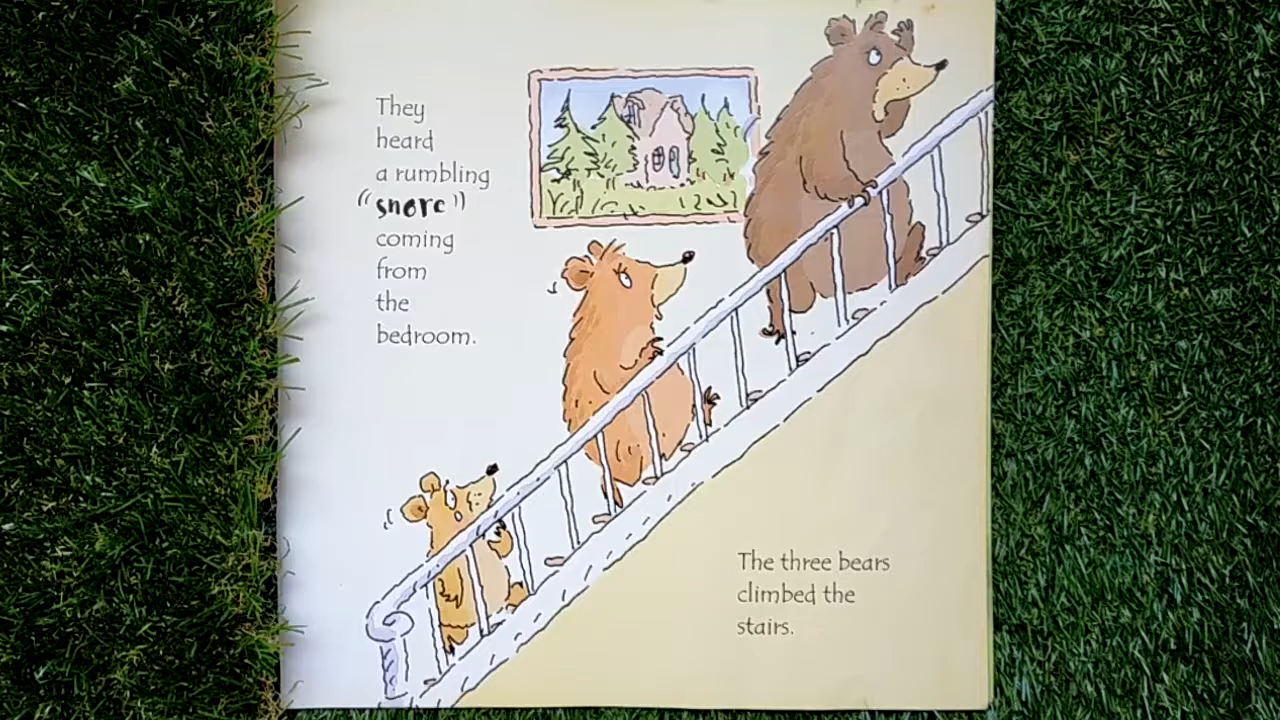 They
heard
a rumbling
((snore))
coming
from
the
bedroom.
The three bears
climbed the
stairs.